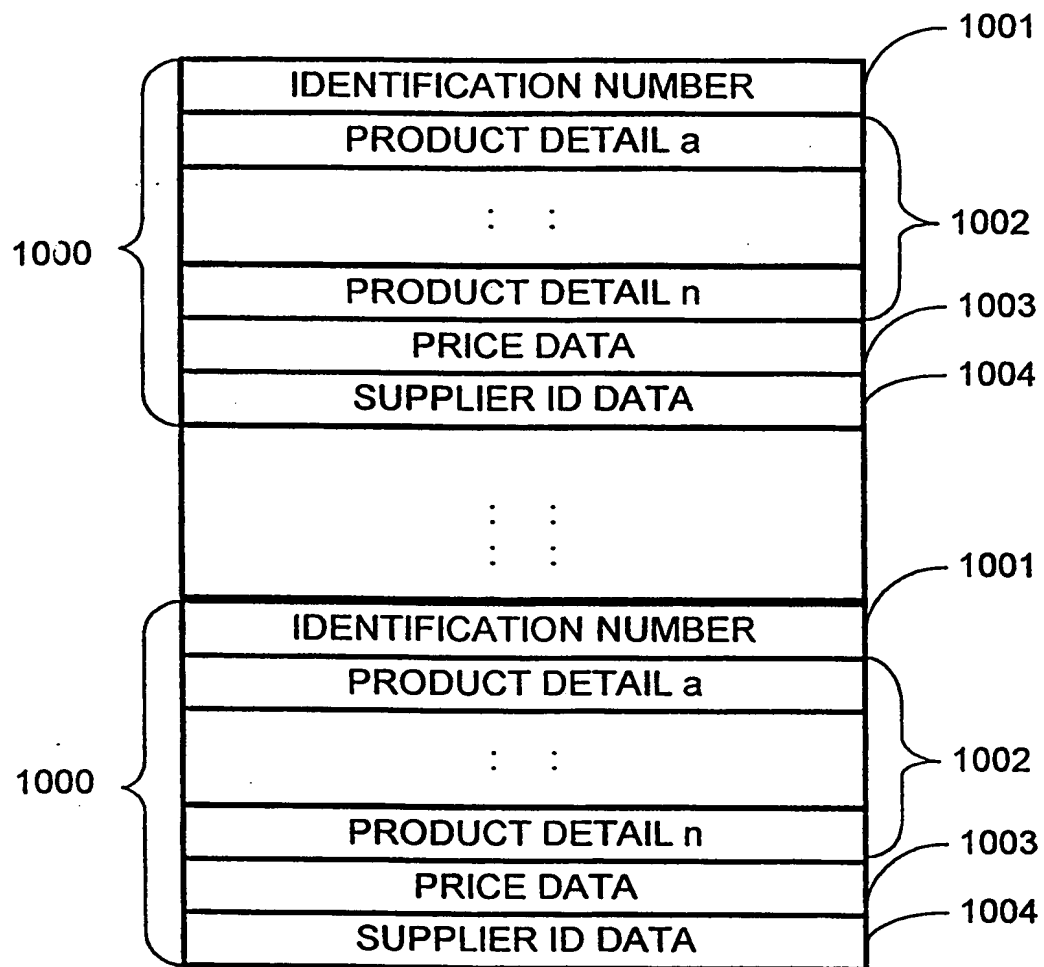 1001
IDENTIFICATION NUMBER
PRODUCT DETAIL a
: :
1002
1000
PRODUCT DETAIL n
1003
PRICE DATA
1004
SUPPLIER ID DATA
: :
: :
1001
IDENTIFICATION NUMBER
PRODUCT DETAIL a
: :
1002
1000
PRODUCT DETAIL n
1003
PRICE DATA
1004
SUPPLIER ID DATA